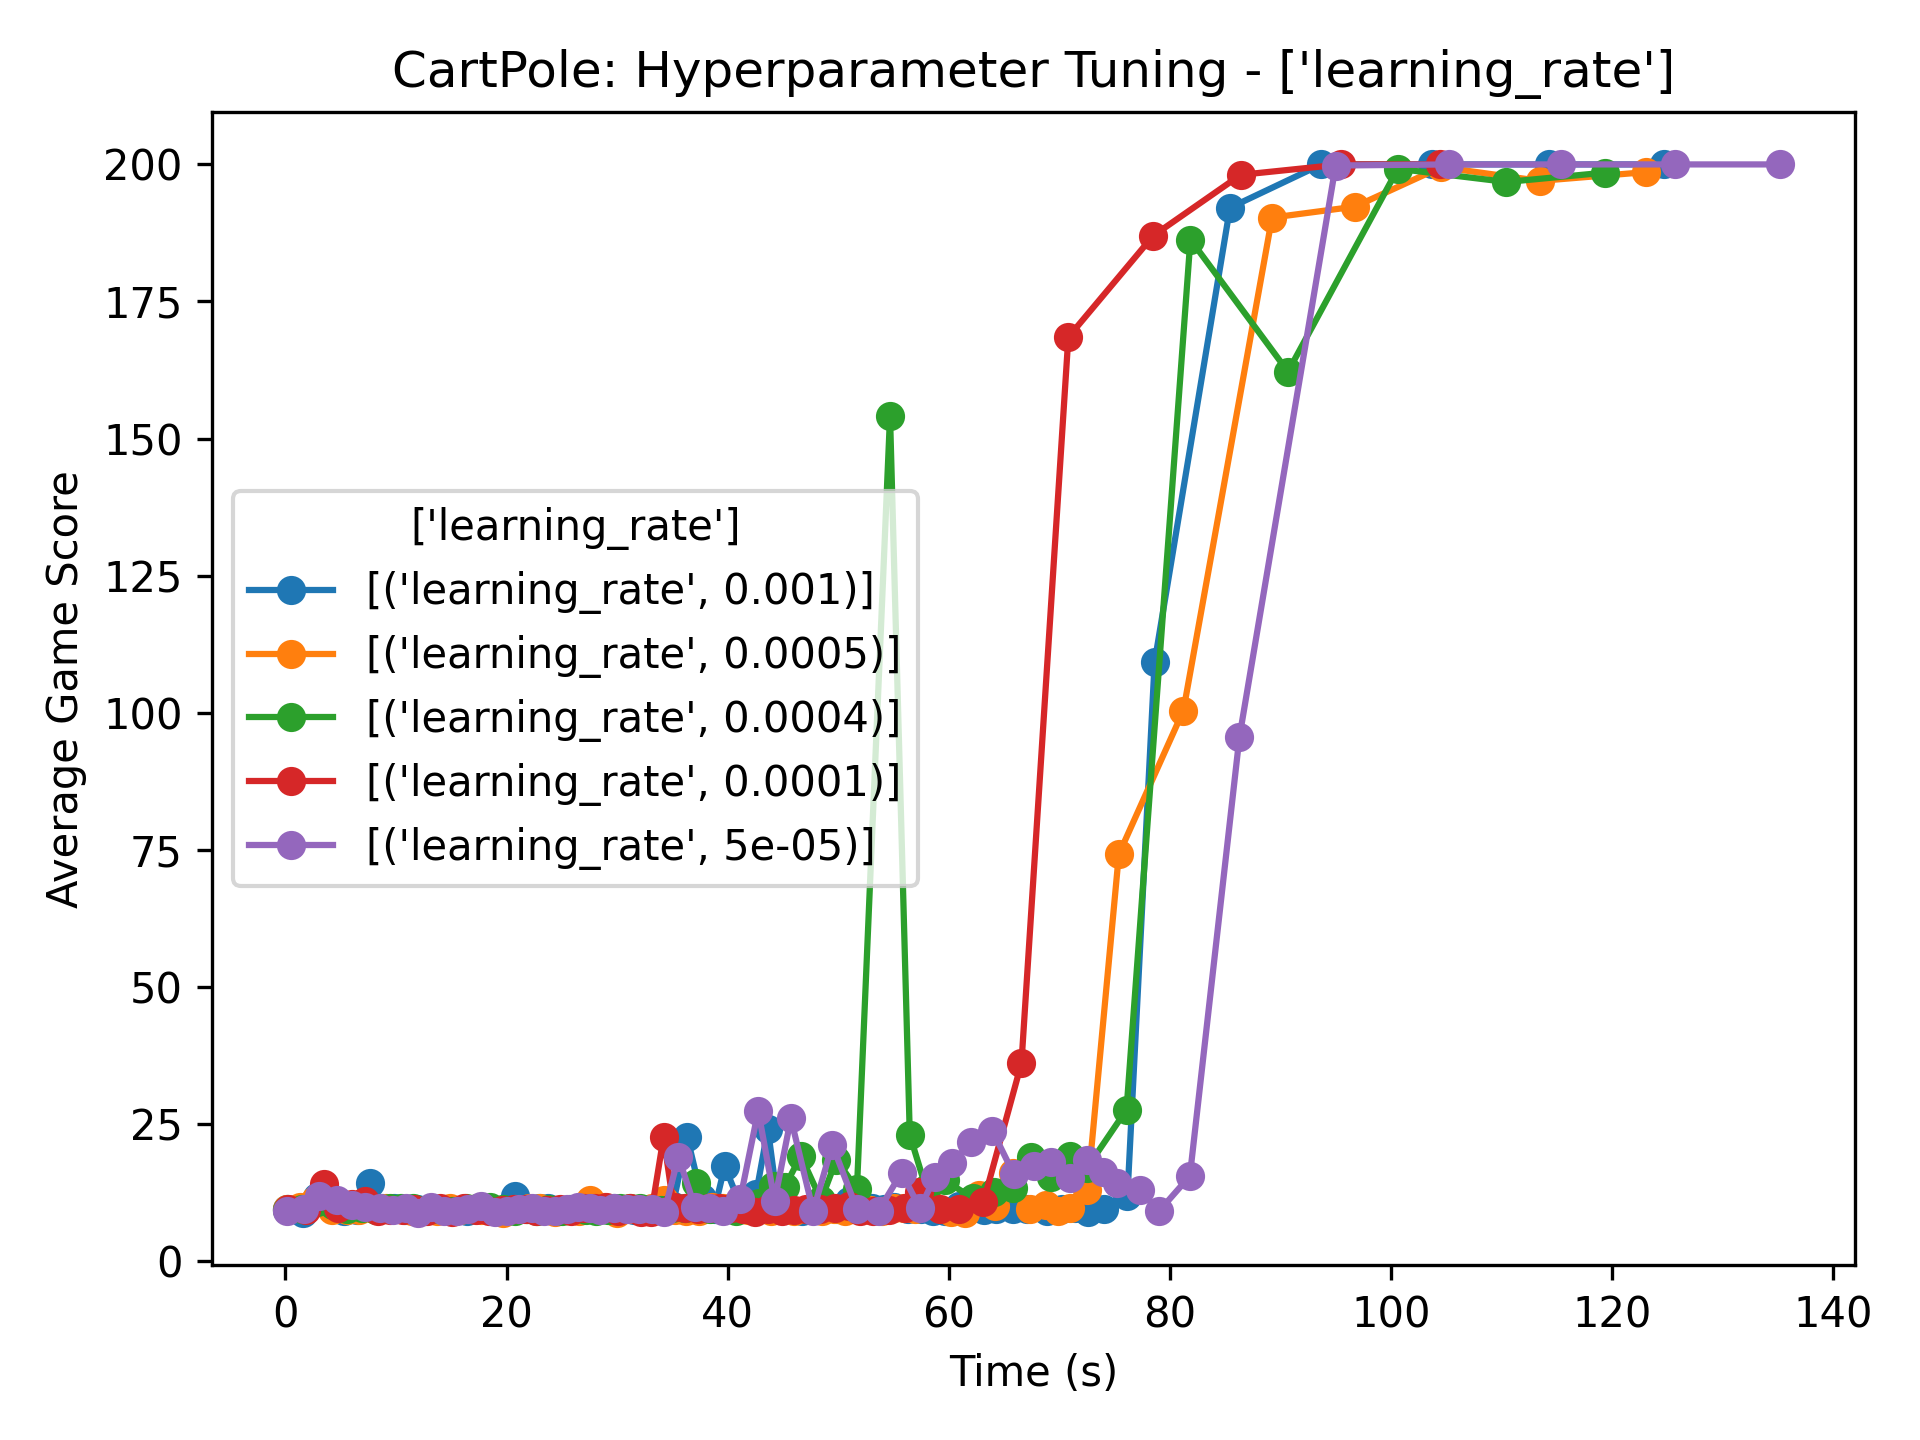 CartPole: Hyperparameter Tuning - ['learning_rate']
Average Game Score
200
175
150
125
100
75
50
25
0
['learning_rate']
[('learning_rate', 0.001)]
[('learning_rate', 0.0005)]
[('learning_rate', 0.0004)]
[('learning_rate', 0.0001)]
[('learning_rate', 5e-05)]
0 20 40 60 80 100 120 140
Time (s)